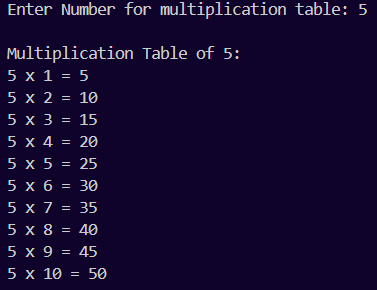 Enter Number for multiplication table: 5
Multiplication Table of 5:
5 x 1 = 5
5 x 2 = 10
5 x 3 = 15
5 x 4 = 20
5 x 5 = 25
5 x 6 = 30
5 x 7 = 35
5 x 8 = 40
5 x 9 = 45
5 x 10 = 50